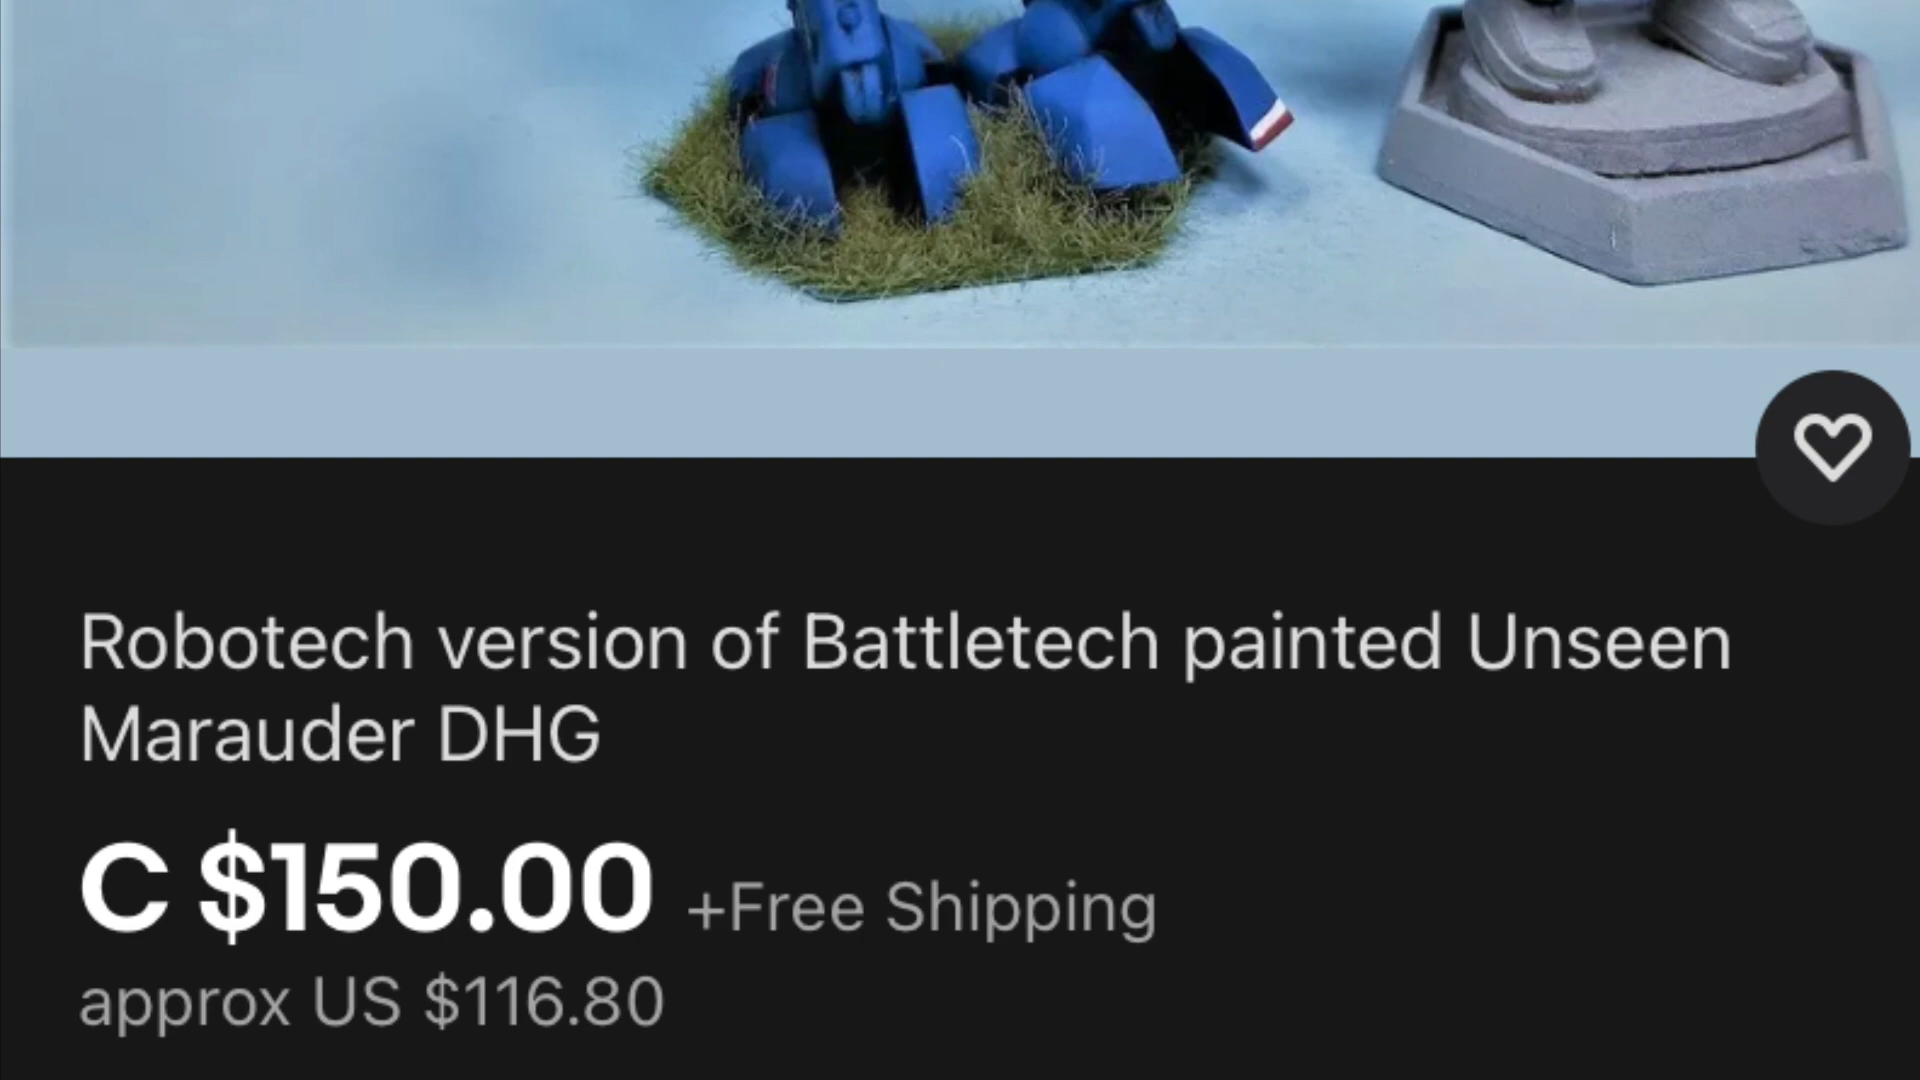 Robotech version of Battletech painted Unseen
Marauder DHG
C $150.00 +Free Shipping
approx US $116.80